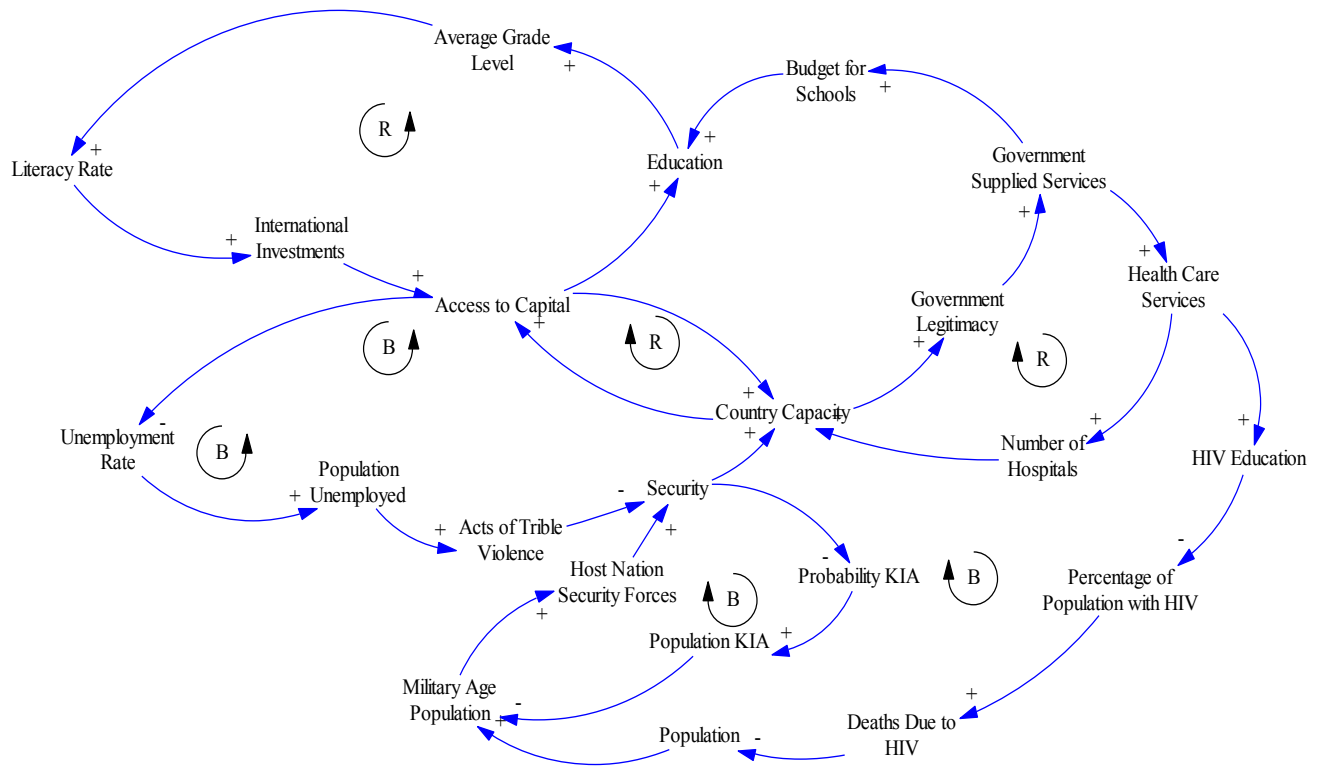 Average Grade
Level
+
Budget for
Schools
+
R
+
Literacy Rate
+
Education
+
Government
Supplied Services
+
International
Investments
+
+
Health Care
Services
+
Access to Capital
+
Government
Legitimacy
+
B
R
R
+
Country Capacity
+
+
+
-
Unemployment
Rate
B
Population
Unemployed
+
Number of
Hospitals
+
HIV Education
+
Security
-
+
Acts of Trible
Violence
+
Host Nation
Security Forces
+
-
Probability KIA
B
-
Percentage of
Population with HIV
B
Population KIA
+
Military Age
Population
-
+
+
Deaths Due to
HIV
Population
-